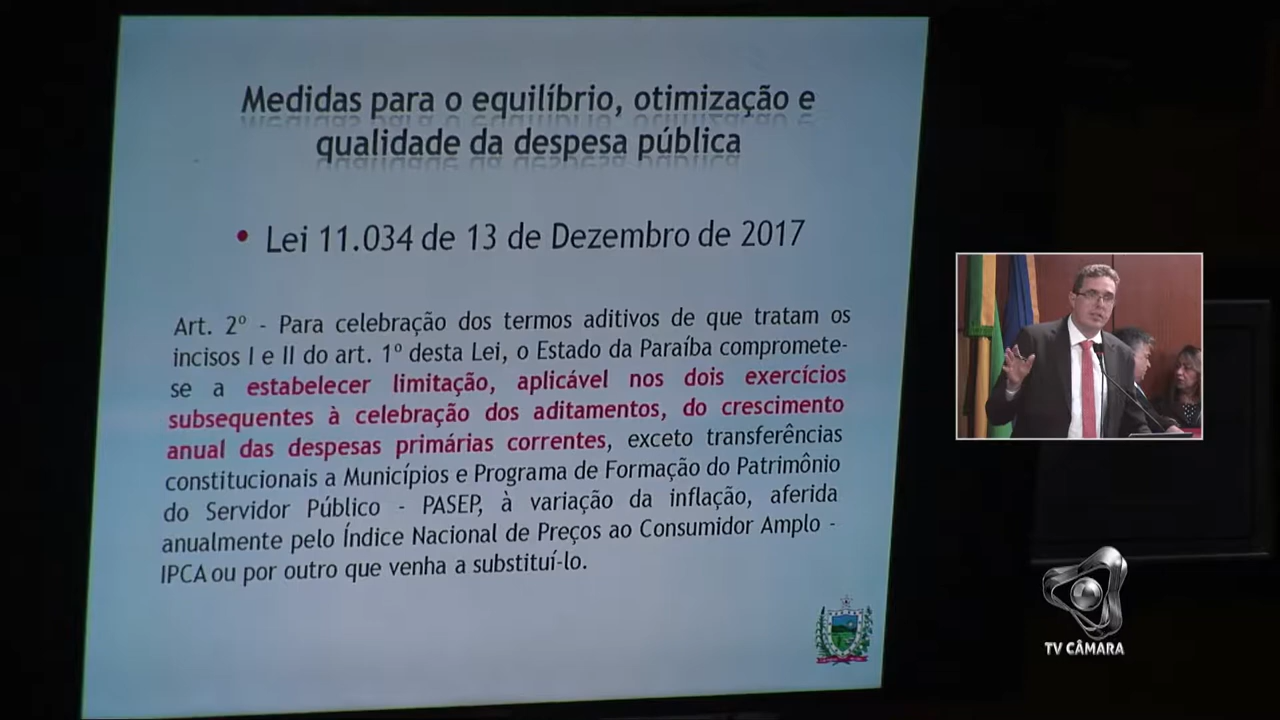 Medidas para o equilíbrio, otimização e
qualidade da despesa pública
• Lei 11.034 de 13 de Dezembro de 2017
Art. 2º - Para celebração dos termos aditivos de que tratam os
incisos I e II do art. 1º desta Lei, o Estado da Paraíba compromete-
se a estabelecer limitação, aplicável nos dois exercícios
subsequentes à celebração dos aditamentos, do crescimento
anual das despesas primárias correntes, exceto transferências
constitucionais a Municípios e Programa de Formação do Patrimônio
do Servidor Público - PASEP, à variação da inflação, aferida
anualmente pelo Índice Nacional de Preços ao Consumidor Amplo -
IPCA ou por outro que venha a substituí-lo.
TV CÂMARA